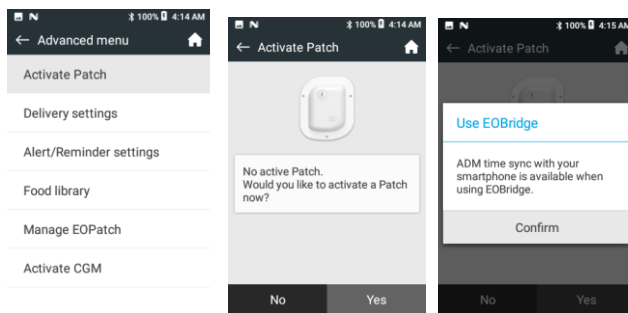 100% 4:14 AM
← Advanced menu
Activate Patch
Delivery settings
Alert/Reminder settings
Food library
Manage EOPatch
Activate CGM
100% 4:14 AM
← Activate Patch
No active Patch.
Would you like to activate a Patch
now?
No Yes
100% 4:15 AM
← Activate Patch
Use EOBridge
ADM time sync with your
smartphone is available when
using EOBridge.
Confirm
No Yes